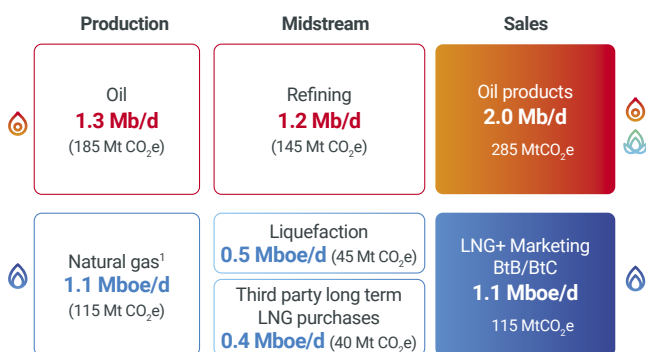 Production
Midstream
Sales
Oil
1.3 Mb/d
(185 Mt CO₂e)
Refining
1.2 Mb/d
(145 Mt CO₂e)
Oil products
2.0 Mb/d
285 MtCO₂e
Natural gas¹
1.1 Mboe/d
(115 Mt CO₂e)
Liquefaction
0.5 Mboe/d (45 Mt CO₂e)
Third party long term
LNG purchases
0.4 Mboe/d (40 Mt CO₂e)
LNG+ Marketing
BtB/BtC
1.1 Mboe/d
115 MtCO₂e